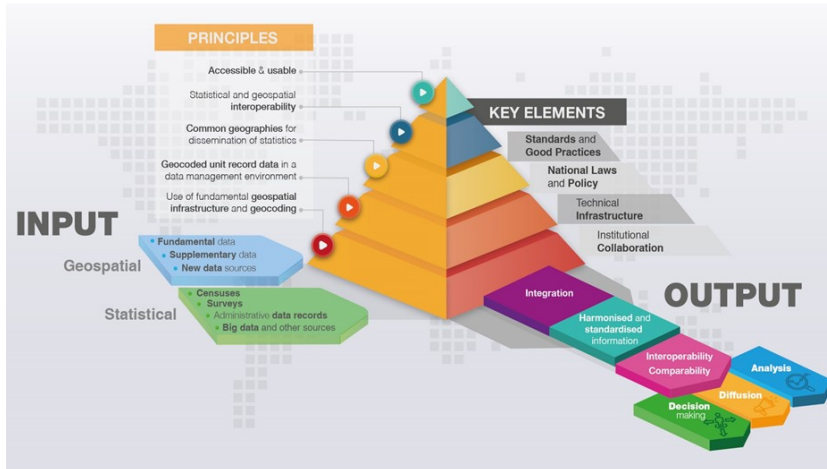 PRINCIPLES
Accessible & usable
Statistical and geospatial
interoperability
Common geographies for
dissemination of statistics
Geocoded unit record data in a
data management environment
Use of fundamental geospatial
infrastructure and geocoding
KEY ELEMENTS
Standards and
Good Practices
National Laws
and Policy
Technical
Infrastructure
Institutional
Collaboration
INPUT
Geospatial
Fundamental data
Supplementary data
New data sources
Statistical
Censuses
Surveys
Administrative data records
Big data and other sources
OUTPUT
Integration
Harmonised and
standardised
information
Interoperability
Comparability
Analysis
Diffusion
Decision
making